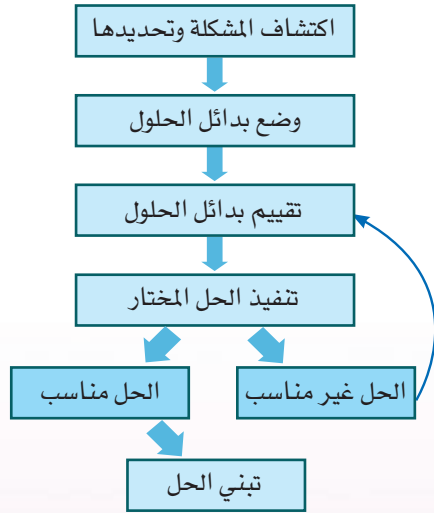 اكتشاف المشكلة وتحديدها
وضع بدائل الحلول
تقييم بدائل الحلول
تنفيذ الحل المختار
الحل غير مناسب
الحل مناسب
تبني الحل